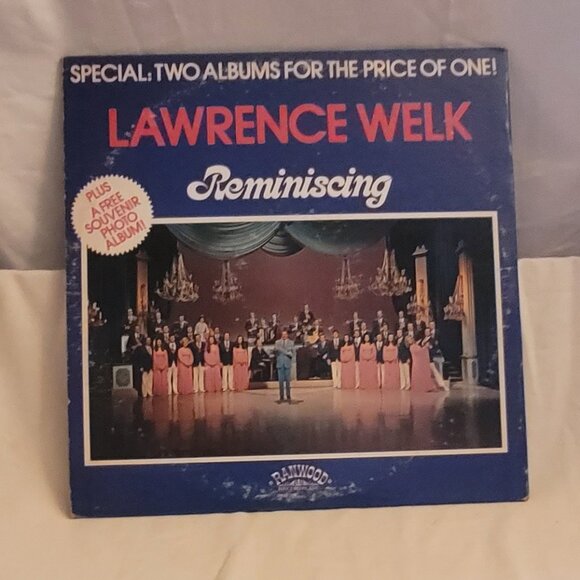 SPECIAL: TWO ALBUMS FOR THE PRICE OF ONE!
LAWRENCE WELK
Reminiscing
PLUS
A FREE
SOUVENIR
PHOTO
ALBUM!
RANWOOD